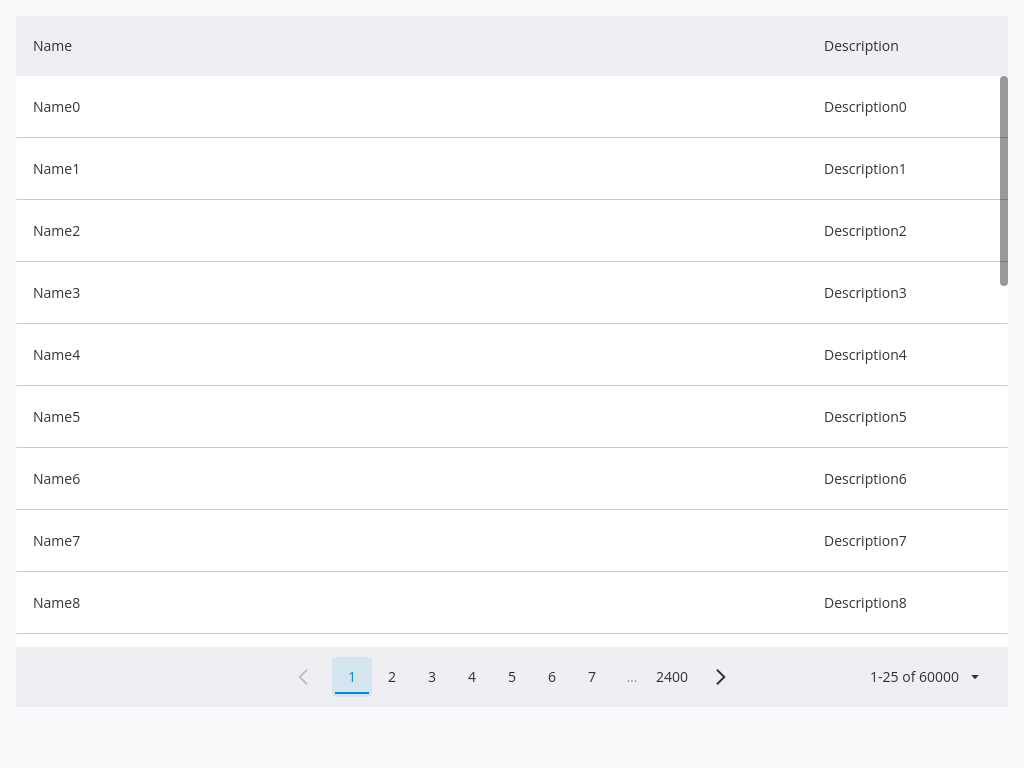 Name Description
Name0 Description0
Name1 Description1
Name2 Description2
Name3 Description3
Name4 Description4
Name5 Description5
Name6 Description6
Name7 Description7
Name8 Description8
1 2 3 4 5 6 7 ... 2400 1-25 of 60000